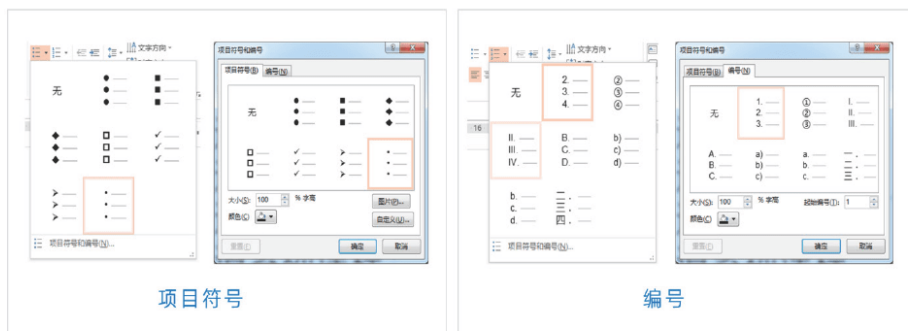 文字方向
无
项目符号和编号(N)...
项目符号和编号
项目符号(B)
编号(N)
无
大小(S):
100
% 字高
图片(P)...
颜色(C)
自定义(U)...
重置(E)
确定
取消
项目符号
文字方向
16
无
2.
3.
4.
②
③
④
II.
III.
IV.
B.
C.
D.
b)
c)
d)
b.
c.
d.
二.
三.
四.
项目符号和编号(N)...
项目符号和编号
项目符号(B)
编号(N)
无
1.
2.
3.
①
②
③
I.
II.
III.
A.
B.
C.
a)
b)
c)
a.
b.
c.
一.
二.
三.
大小(S):
100
% 字高
起始编号(T):
1
颜色(C)
重置(E)
确定
取消
编号